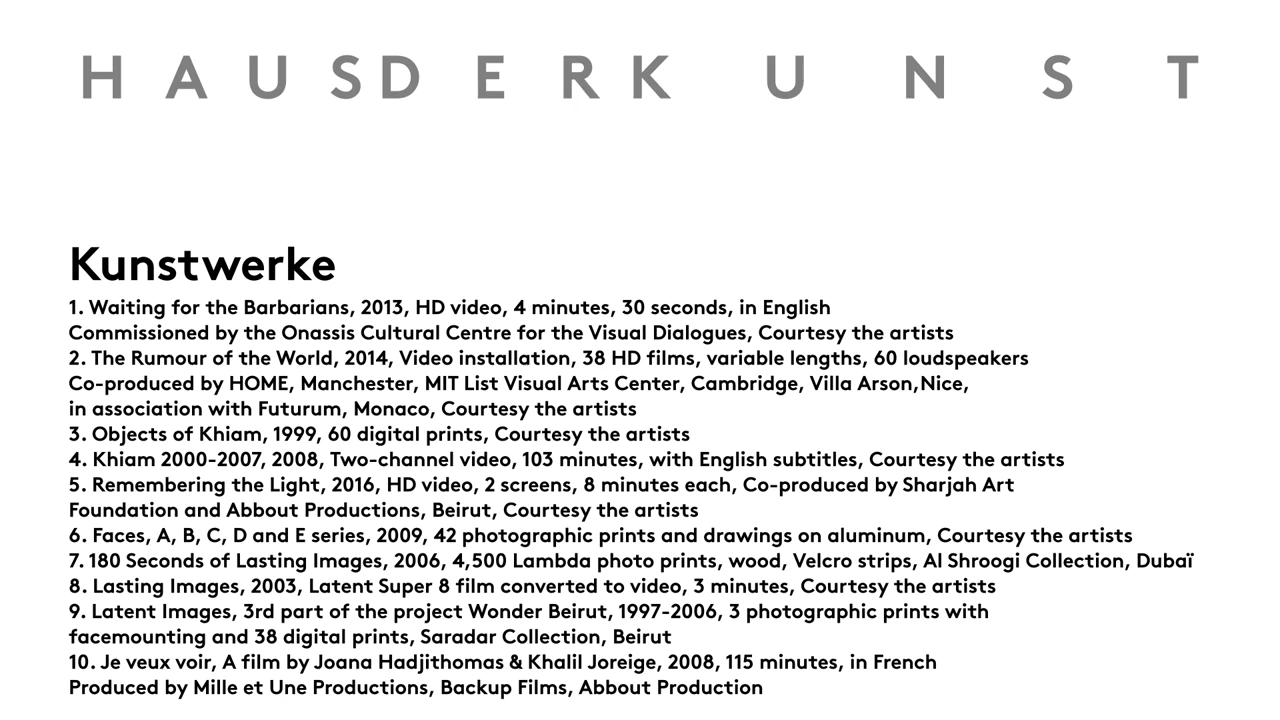 HAUS DER KUNST
Kunstwerke
1. Waiting for the Barbarians, 2013, HD video, 4 minutes, 30 seconds, in English
Commissioned by the Onassis Cultural Centre for the Visual Dialogues, Courtesy the artists
2. The Rumour of the World, 2014, Video installation, 38 HD films, variable lengths, 60 loudspeakers
Co-produced by HOME, Manchester, MIT List Visual Arts Center, Cambridge, Villa Arson,Nice,
in association with Futurum, Monaco, Courtesy the artists
3. Objects of Khiam, 1999, 60 digital prints, Courtesy the artists
4. Khiam 2000-2007, 2008, Two-channel video, 103 minutes, with English subtitles, Courtesy the artists
5. Remembering the Light, 2016, HD video, 2 screens, 8 minutes each, Co-produced by Sharjah Art
Foundation and Abbout Productions, Beirut, Courtesy the artists
6. Faces, A, B, C, D and E series, 2009, 42 photographic prints and drawings on aluminum, Courtesy the artists
7. 180 Seconds of Lasting Images, 2006, 4,500 Lambda photo prints, wood, Velcro strips, Al Shroogi Collection, Dubaï
8. Lasting Images, 2003, Latent Super 8 film converted to video, 3 minutes, Courtesy the artists
9. Latent Images, 3rd part of the project Wonder Beirut, 1997-2006, 3 photographic prints with
facemounting and 38 digital prints, Saradar Collection, Beirut
10. Je veux voir, A film by Joana Hadjithomas & Khalil Joreige, 2008, 115 minutes, in French
Produced by Mille et Une Productions, Backup Films, Abbout Production